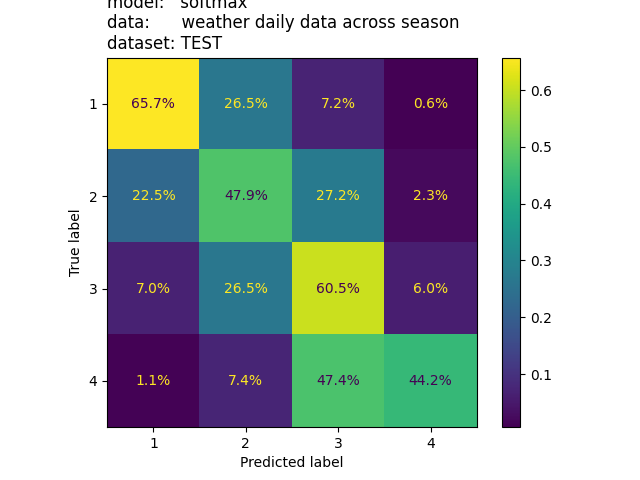 model:   softmax
data:      weather daily data across season
dataset: TEST
1 65.7% 26.5% 7.2% 0.6%
2 22.5% 47.9% 27.2% 2.3%
3 7.0% 26.5% 60.5% 6.0%
4 1.1% 7.4% 47.4% 44.2%
1 2 3 4
Predicted label
True label
0.6
0.5
0.4
0.3
0.2
0.1